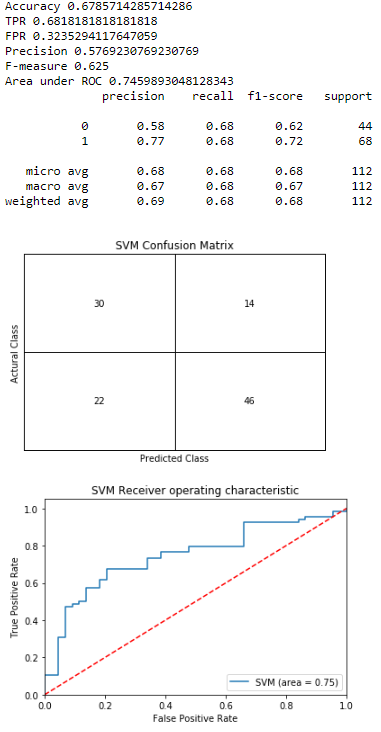 Accuracy 0.6785714285714286
TPR 0.6818181818181818
FPR 0.3235294117647059
Precision 0.5769230769230769
F-measure 0.625
Area under ROC 0.7459893048128343
precision recall f1-score support
0 0.58 0.68 0.62 44
1 0.77 0.68 0.72 68
micro avg 0.68 0.68 0.68 112
macro avg 0.67 0.68 0.67 112
weighted avg 0.69 0.68 0.68 112
SVM Confusion Matrix
Actural Class
30 14
22 46
Predicted Class
SVM Receiver operating characteristic
True Positive Rate
1.0
0.8
0.6
0.4
0.2
0.0
SVM (area = 0.75)
0.0 0.2 0.4 0.6 0.8 1.0
False Positive Rate